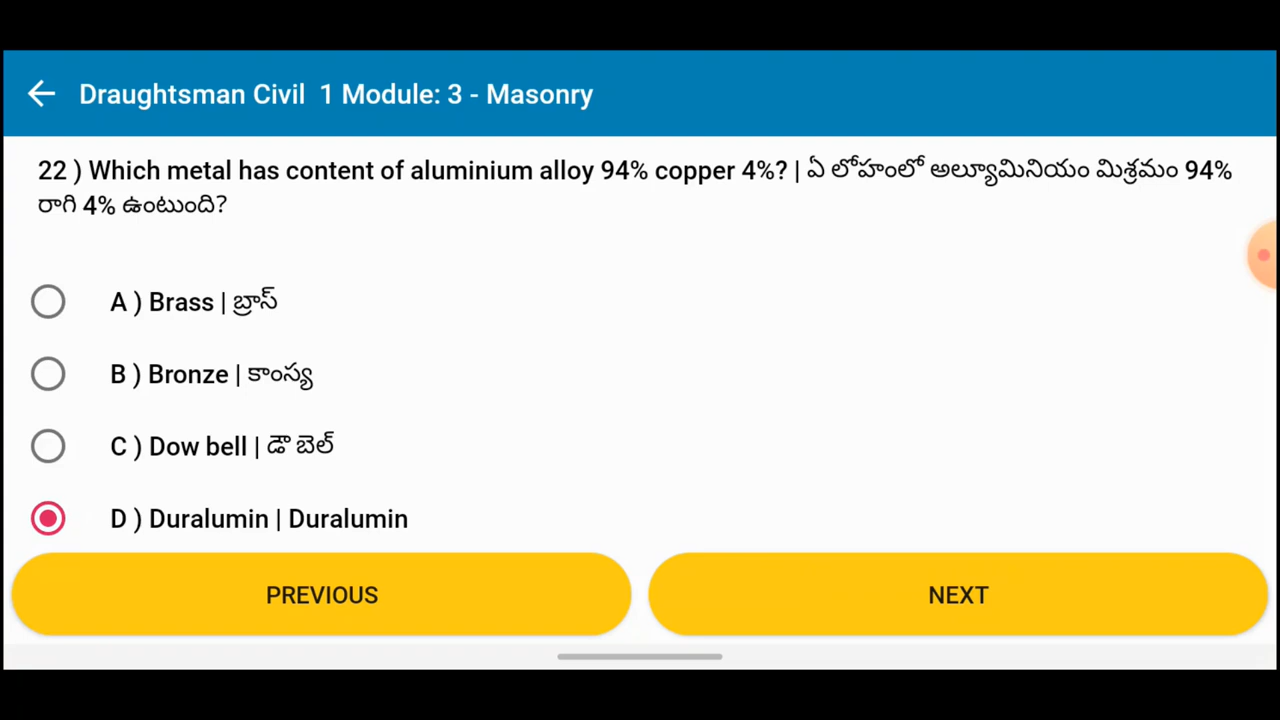 Draughtsman Civil 1 Module: 3 - Masonry
22 ) Which metal has content of aluminium alloy 94% copper 4%? | ఏ లోహంలో అల్యూమినియం మిశ్రమం 94%
రాగి 4% ఉంటుంది?
A ) Brass | బ్రాస్
B ) Bronze | కాంస్య
C ) Dow bell | డౌ బెల్
D ) Duralumin | Duralumin
PREVIOUS
NEXT